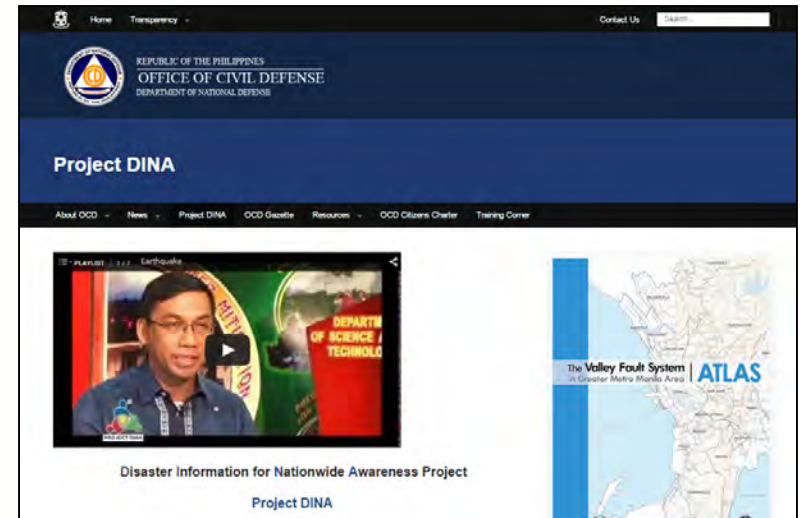 Home Transparency
Contact Us Search...
REPUBLIC OF THE PHILIPPINES
OFFICE OF CIVIL DEFENSE
DEPARTMENT OF NATIONAL DEFENSE
Project DINA
About OCD News Project DINA OCD Gazette Resources OCD Citizens Charter Training Corner
PLAYLIST 1/7 Earthquake
DEPARTM
OF SCIENCE A
TECHNOLO
PROJECT DINA
Disaster Information for Nationwide Awareness Project
Project DINA
The Valley Fault System
in Greater Metro Manila Area
ATLAS